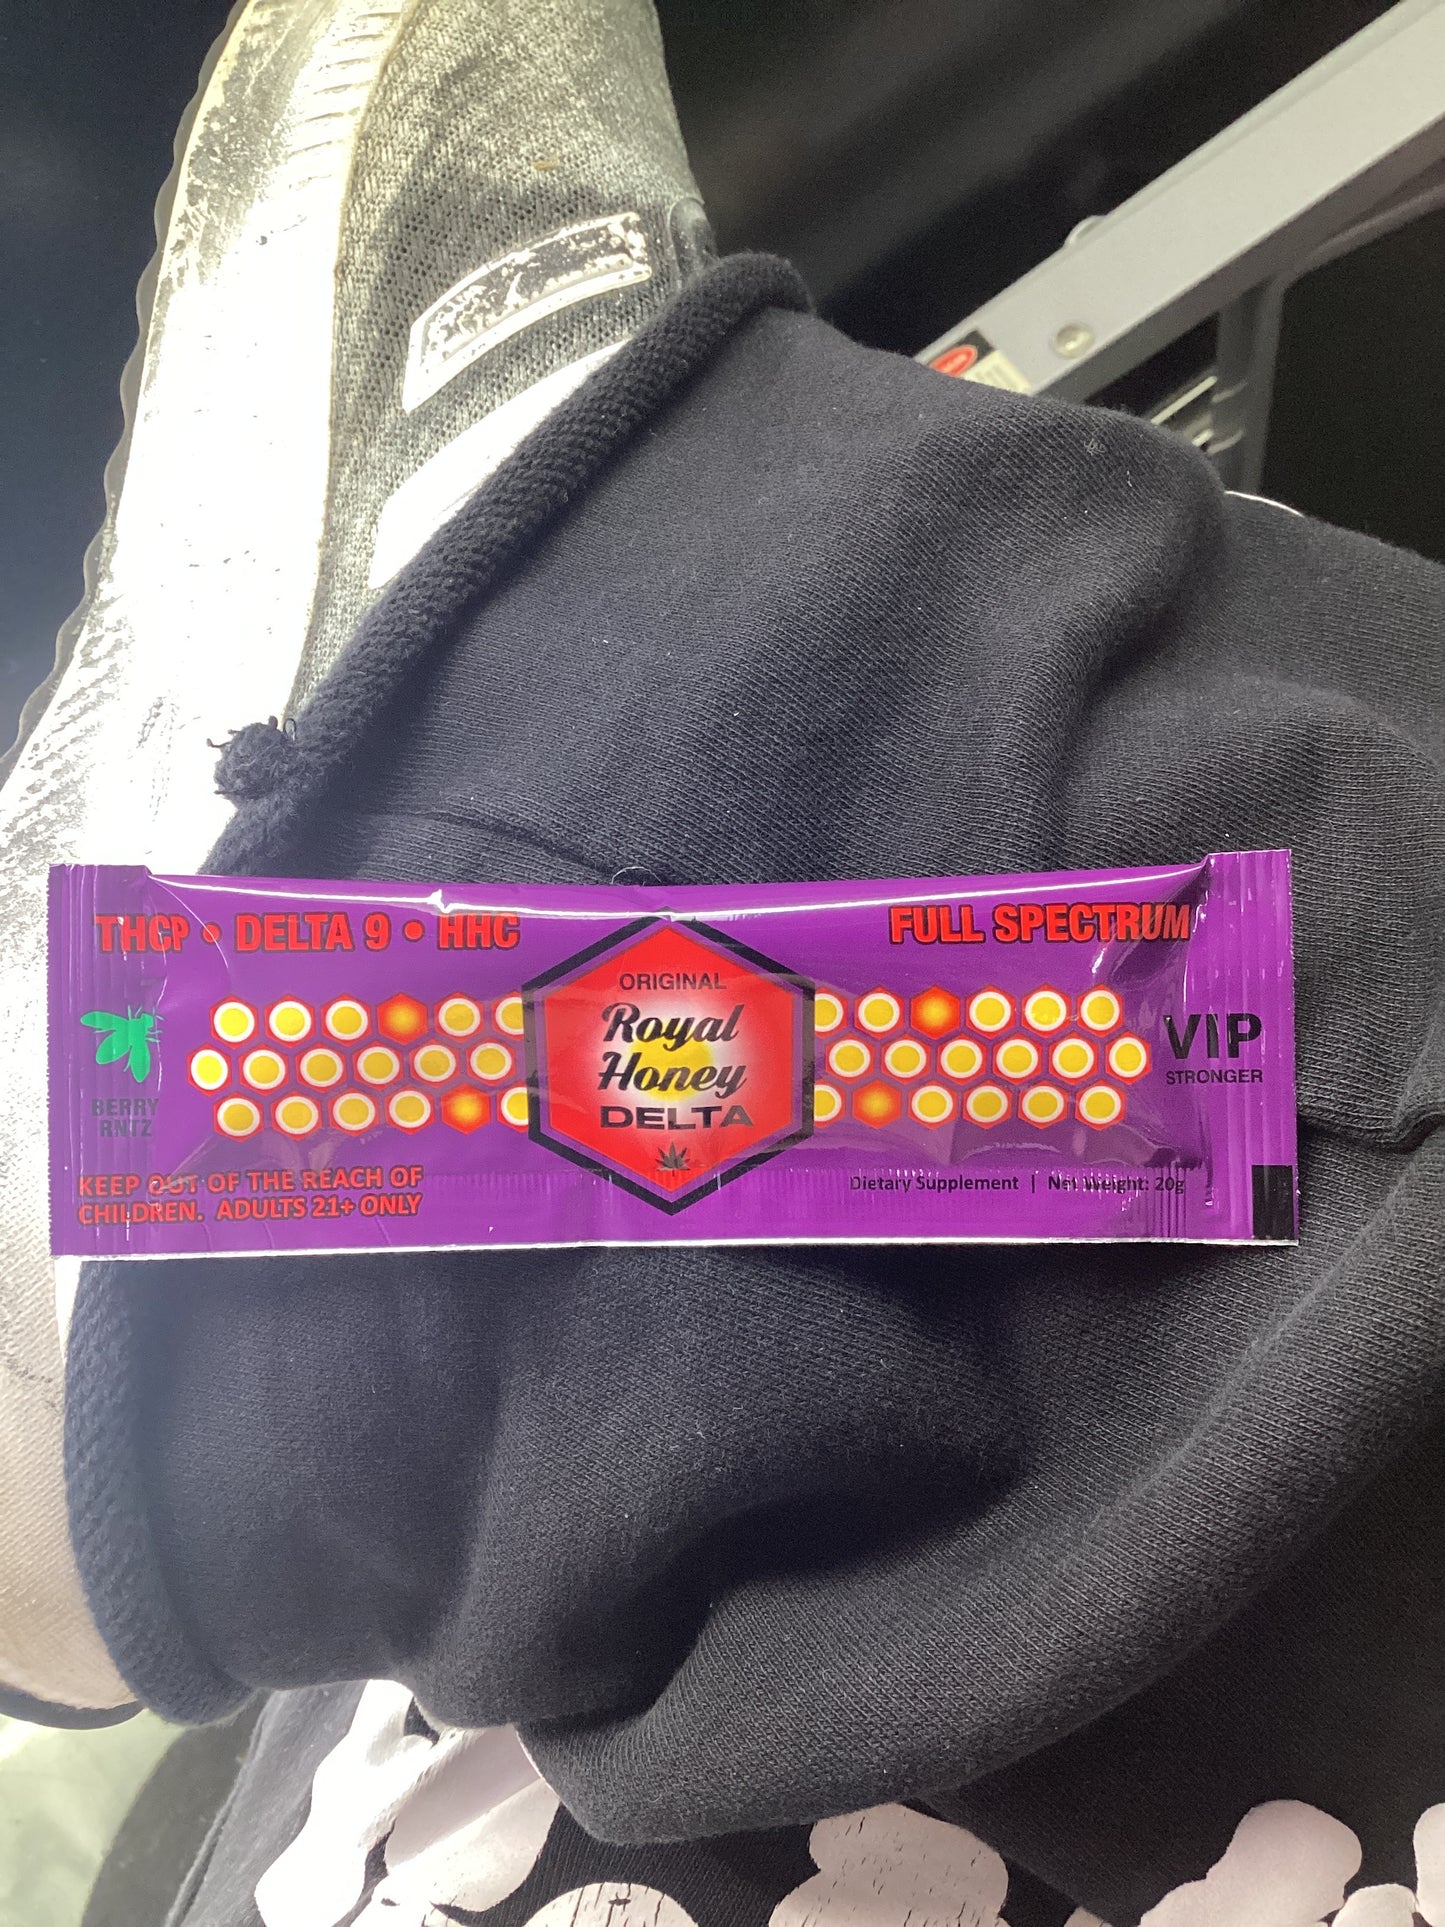 THCP • DELTA 9 • HHC
FULL SPECTRUM
ORIGINAL
Royal
Honey
DELTA
BERRY
RNTZ
VIP
STRONGER
KEEP OUT OF THE REACH OF
CHILDREN. ADULTS 21+ ONLY
Dietary Supplement | Net Weight: 20g